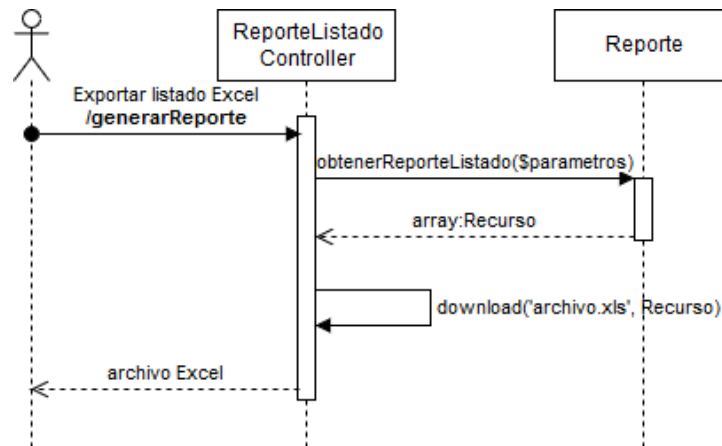 ReporteListado
Controller
Reporte
Exportar listado Excel
/generarReporte
obtenerReporteListado($parametros)
array:Recurso
download('archivo.xls', Recurso)
archivo Excel